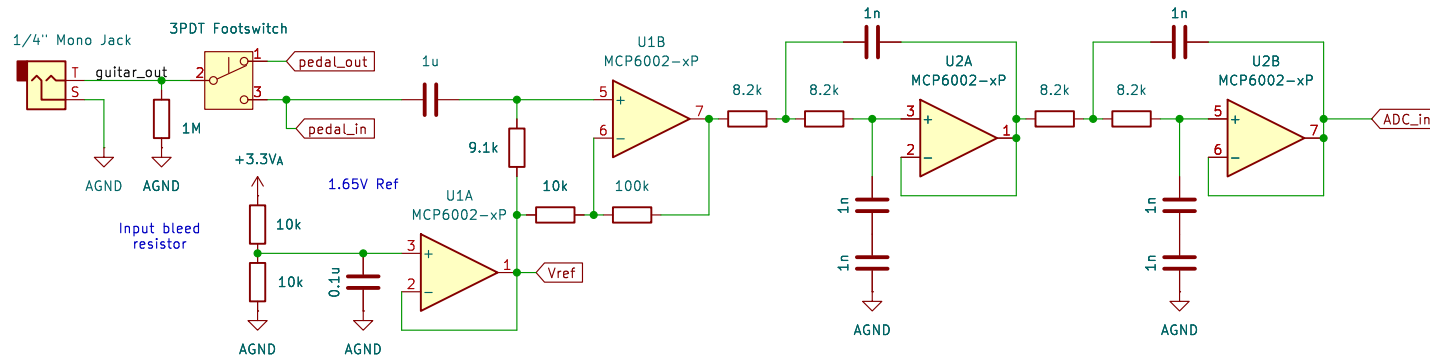 1/4" Mono Jack
T
S
guitar_out
1M
AGND
AGND
Input bleed
resistor
3PDT Footswitch
2
1
3
pedal_out
pedal_in
1u
+3.3VA
10k
10k
AGND
0.1u
AGND
1.65V Ref
U1A
MCP6002-xP
3
+
2
−
1
Vref
9.1k
10k
100k
U1B
MCP6002-xP
5
+
6
−
7
8.2k
8.2k
1n
1n
1n
AGND
U2A
MCP6002-xP
3
+
2
−
1
8.2k
8.2k
1n
1n
1n
AGND
U2B
MCP6002-xP
5
+
6
−
7
ADC_in